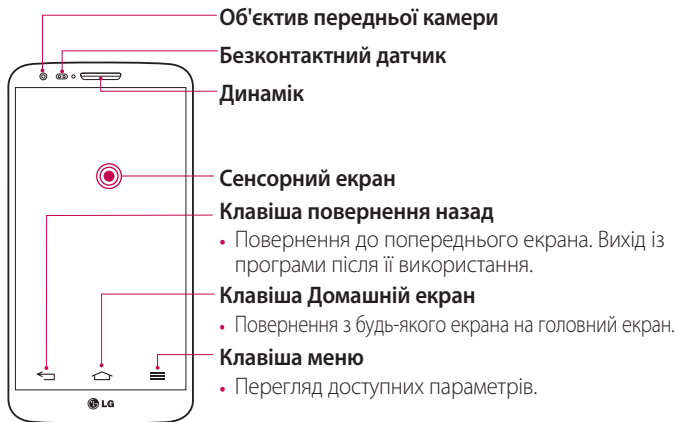 Об'єктив передньої камери
Безконтактний датчик
Динамік
Сенсорний екран
Клавіша повернення назад
• Повернення до попереднього екрана. Вихід із
програми після її використання.
Клавіша Домашній екран
• Повернення з будь-якого екрана на головний екран.
Клавіша меню
• Перегляд доступних параметрів.
LG